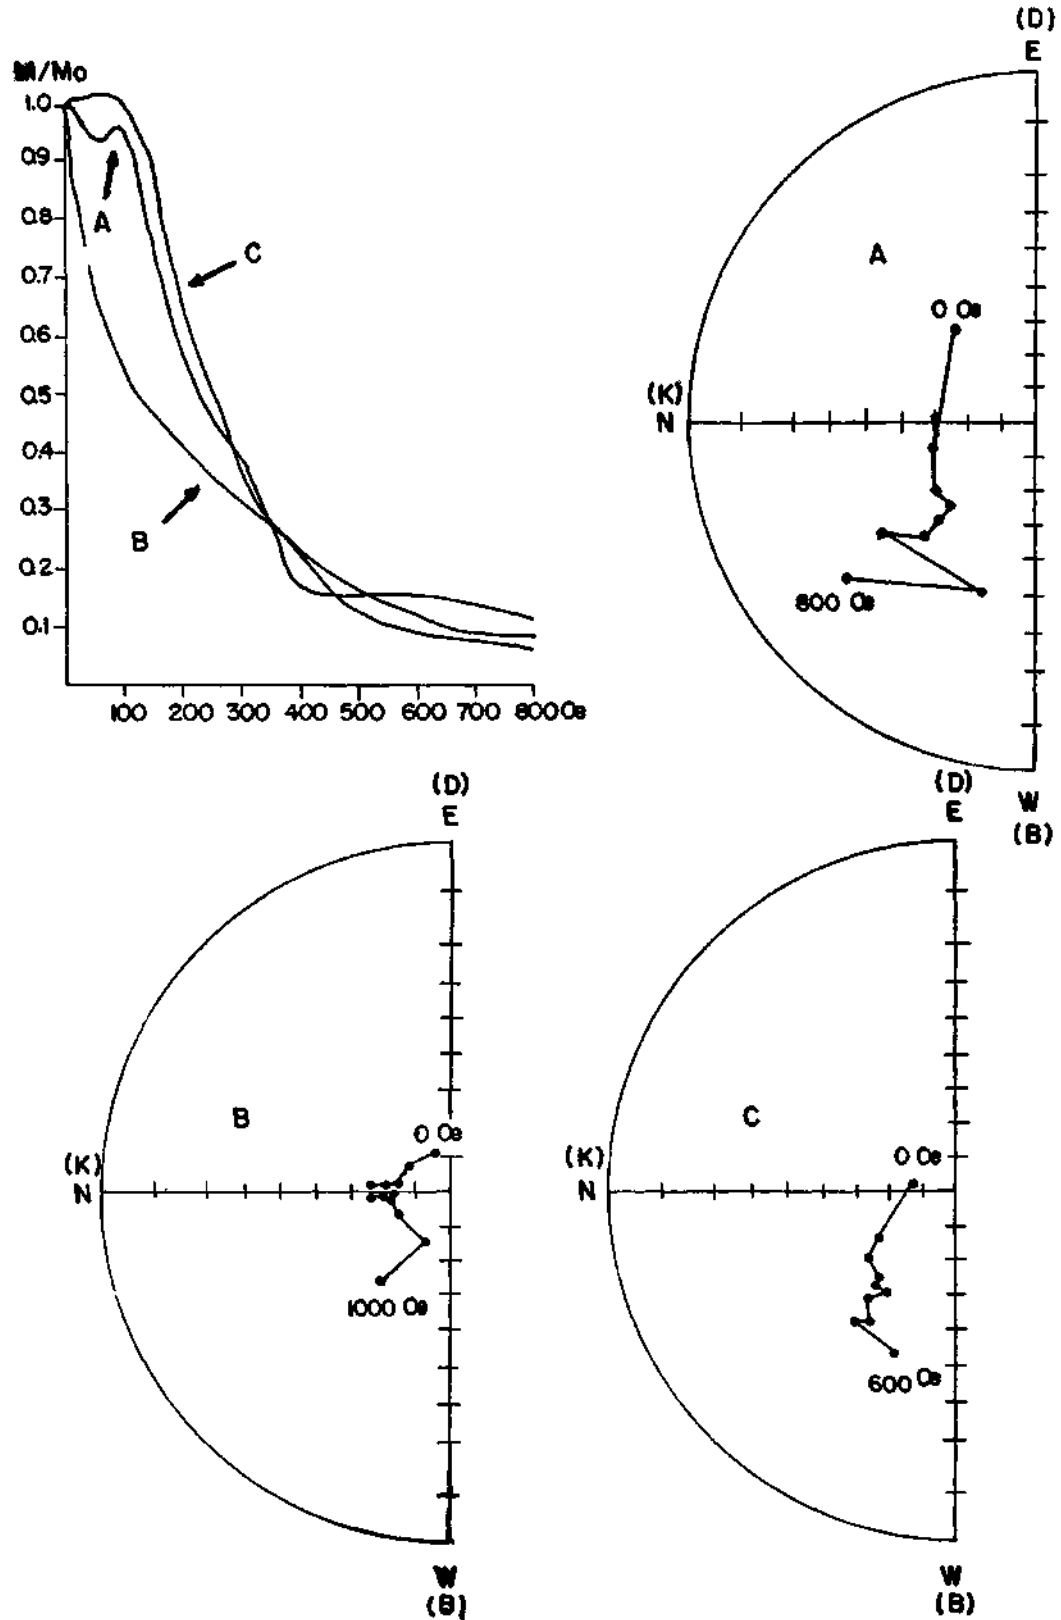 M/Mo
1.0
0.9
0.8
0.7
0.6
0.5
0.4
0.3
0.2
0.1
100 200 300 400 500 600 700 800 Oe
A
C
B
(D)
E
A
0 Oe
(K)
N
800 Oe
W
(B)
(D)
E
B
0 Oe
(K)
N
1000 Oe
W
(B)
(D)
E
C
0 Oe
(K)
N
600 Oe
W
(B)